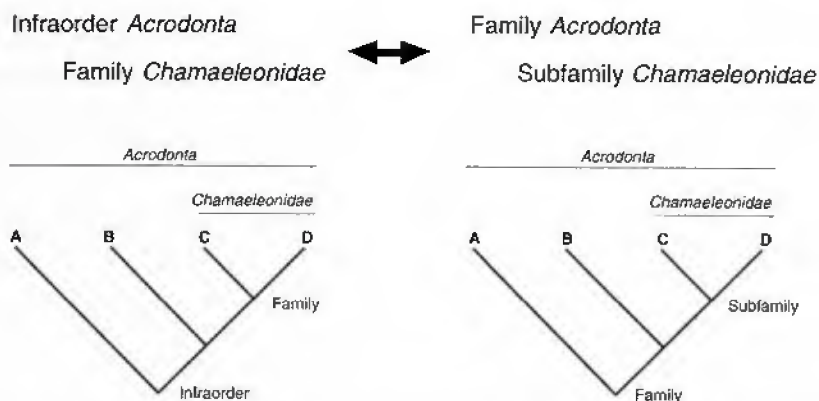 Infraorder Acrodonta
Family Chamaeleonidae
Family Acrodonta
Subfamily Chamaeleonidae
Acrodonta
Chamaeleonidae
A B C D
Family
Infraorder
Acrodonta
Chamaeleonidae
A B C D
Subfamily
Family